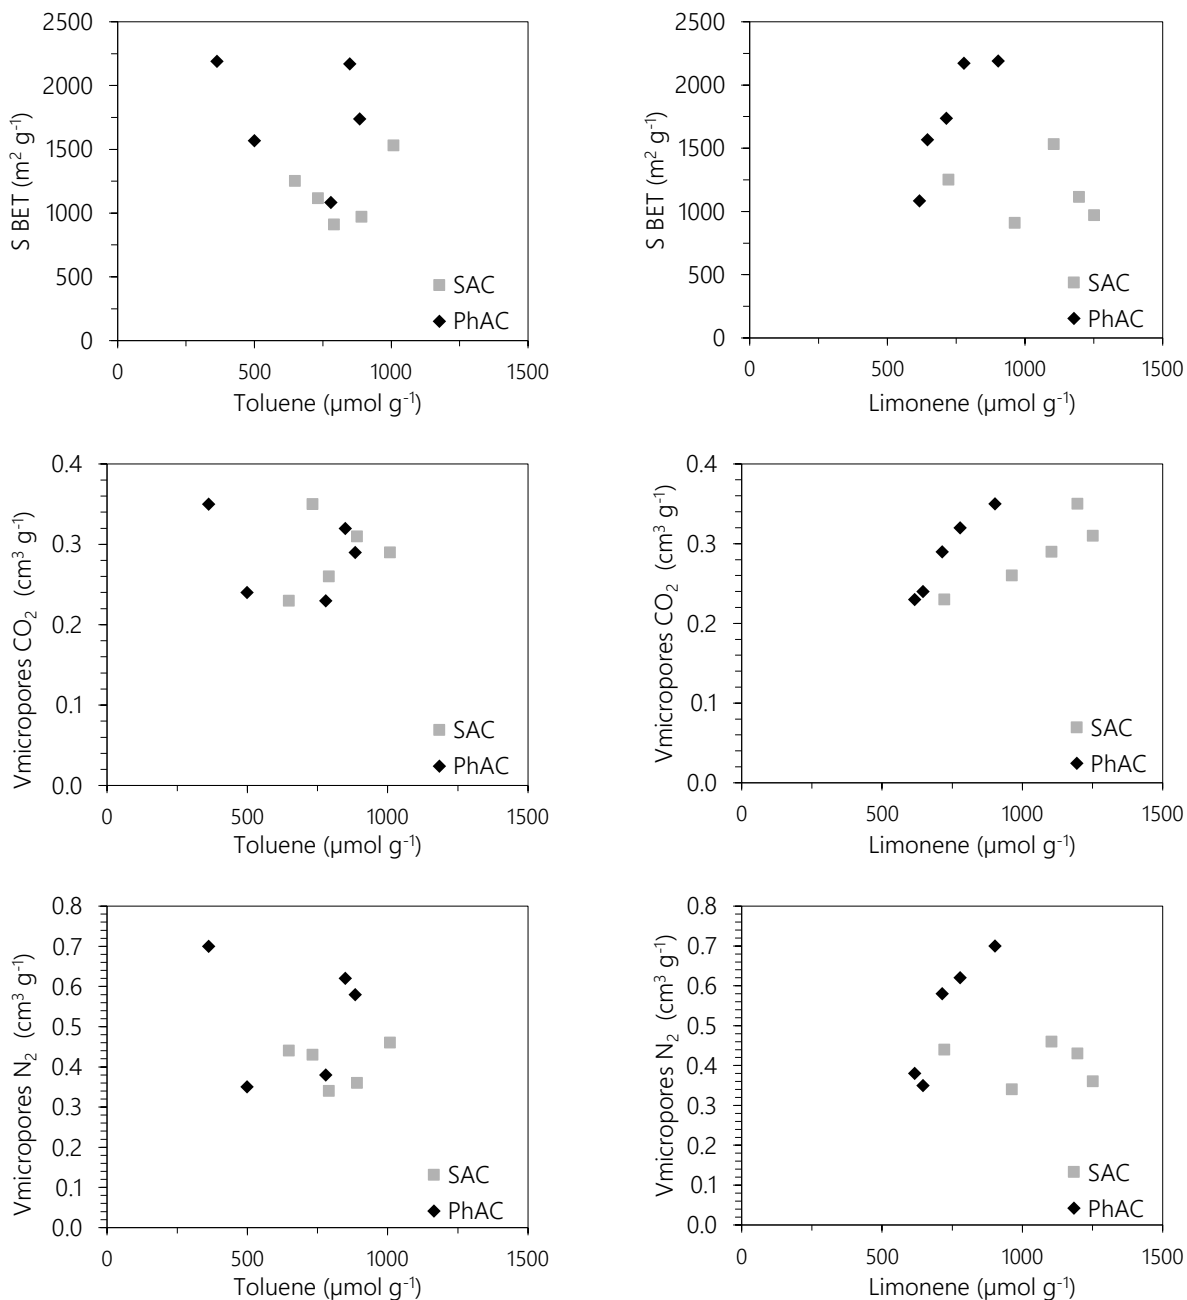 2500
2000
1500
1000
500
0
S BET (m² g⁻¹)
SAC
PhAC
0 500 1000 1500
Toluene (µmol g⁻¹)
2500
2000
1500
1000
500
0
S BET (m² g⁻¹)
SAC
PhAC
0 500 1000 1500
Limonene (µmol g⁻¹)
0.4
0.3
0.2
0.1
0.0
Vmicropores CO₂ (cm³ g⁻¹)
SAC
PhAC
0 500 1000 1500
Toluene (µmol g⁻¹)
0.4
0.3
0.2
0.1
0.0
Vmicropores CO₂ (cm³ g⁻¹)
SAC
PhAC
0 500 1000 1500
Limonene (µmol g⁻¹)
0.8
0.7
0.6
0.5
0.4
0.3
0.2
0.1
0.0
Vmicropores N₂ (cm³ g⁻¹)
SAC
PhAC
0 500 1000 1500
Toluene (µmol g⁻¹)
0.8
0.7
0.6
0.5
0.4
0.3
0.2
0.1
0.0
Vmicropores N₂ (cm³ g⁻¹)
SAC
PhAC
0 500 1000 1500
Limonene (µmol g⁻¹)